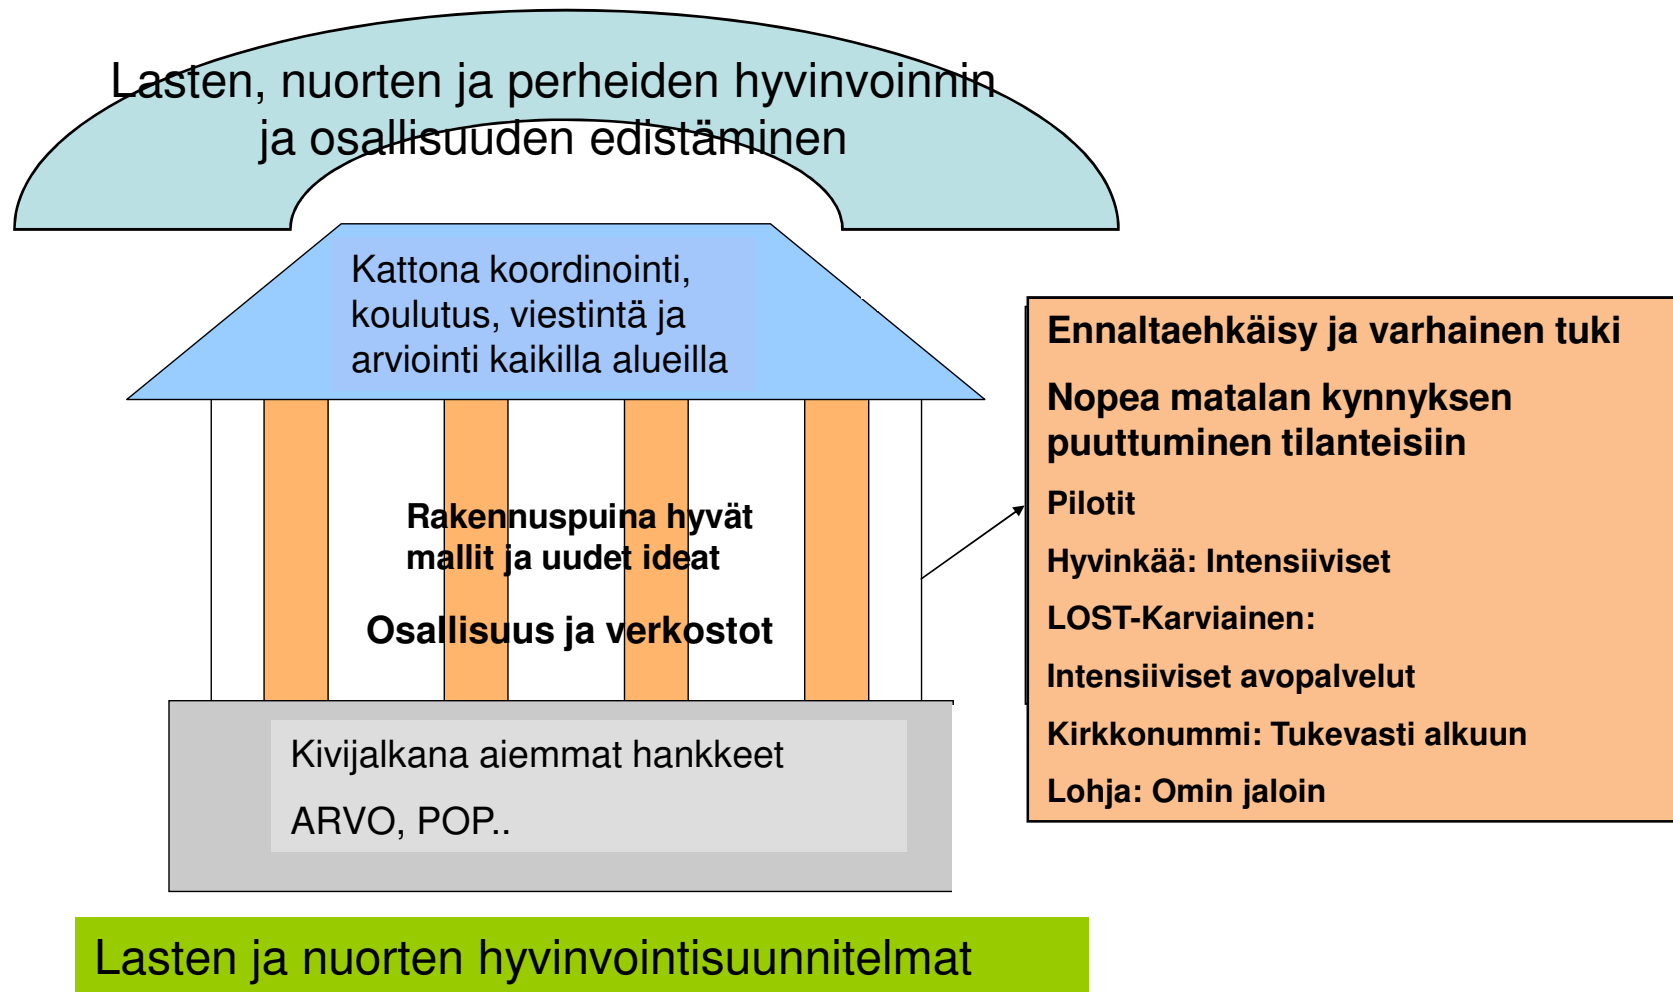 Lasten, nuorten ja perheiden hyvinvoinnin
ja osallisuuden edistäminen
Kattona koordinointi,
koulutus, viestintä ja
arviointi kaikilla alueilla
Rakennuspuina hyvät
mallit ja uudet ideat
Osallisuus ja verkostot
Kivijalkana aiemmat hankkeet
ARVO, POP..
Lasten ja nuorten hyvinvointisuunnitelmat
Ennaltaehkäisy ja varhainen tuki
Nopea matalan kynnyksen
puuttuminen tilanteisiin
Pilotit
Hyvinkää: Intensiiviset
LOST-Karviainen:
Intensiiviset avopalvelut
Kirkkonummi: Tukevasti alkuun
Lohja: Omin jaloin